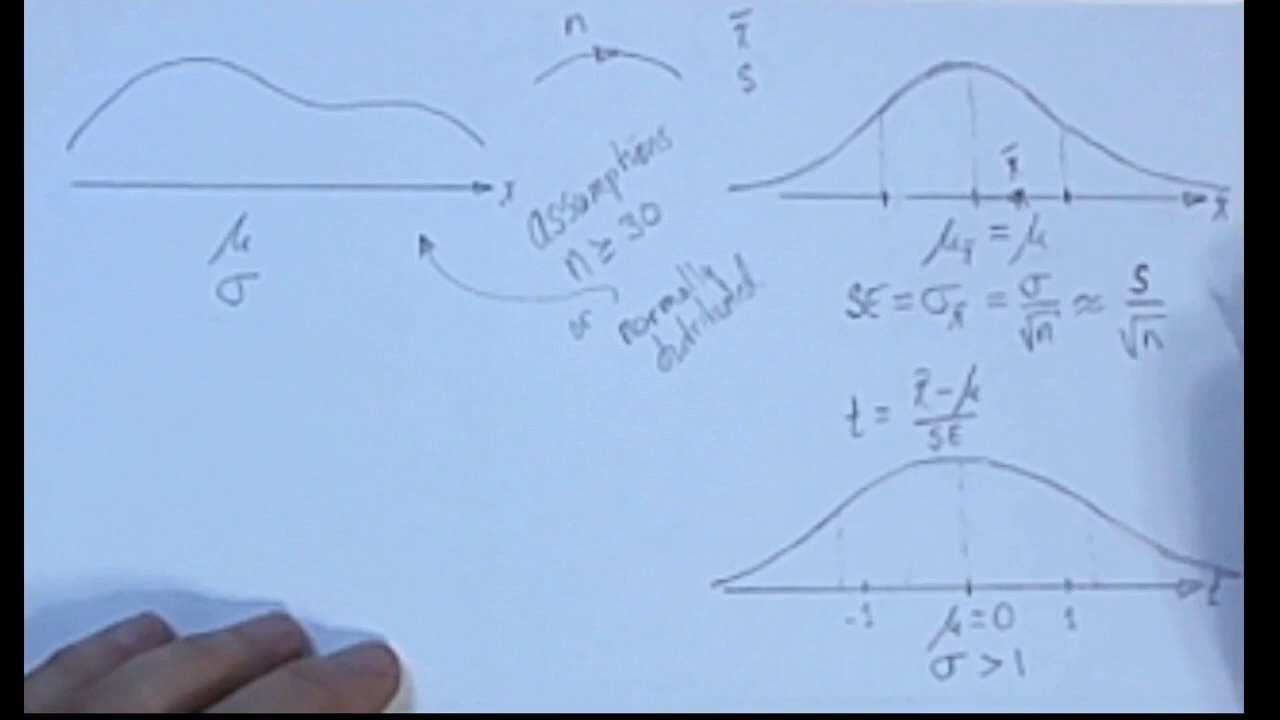 n
x̄
s
x
μ
σ
assumptions
n ≥ 30
or normally
distributed
x̄
x̄
μx̄ = μ
SE = σx̄ = σ/√n ≈ s/√n
t = x̄ - μ / SE
t
-1
μ = 0
1
σ > 1